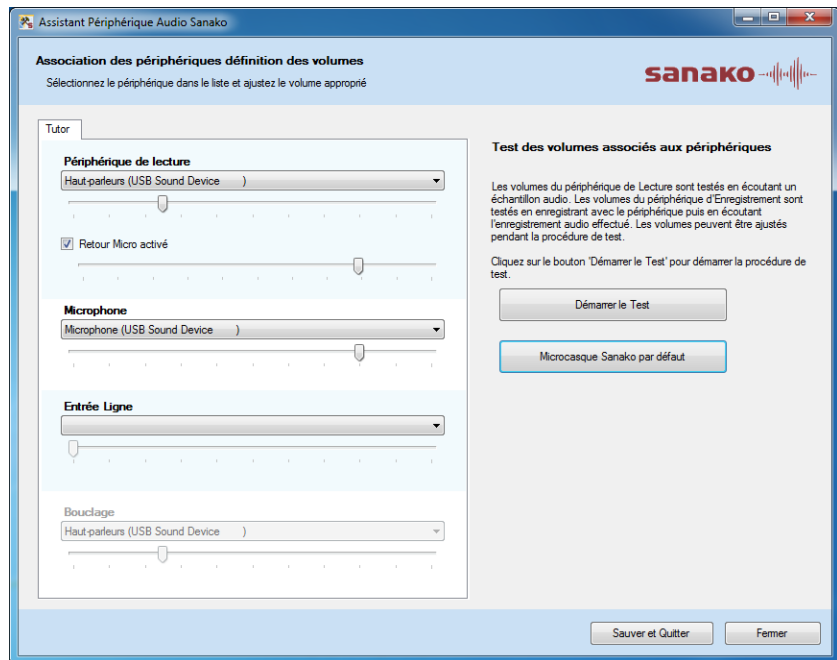 Assistant Périphérique Audio Sanako
Association des périphériques définition des volumes
Sélectionnez le périphérique dans le liste et ajustez le volume approprié
sanako
Tutor
Périphérique de lecture
Haut-parleurs (USB Sound Device )
Retour Micro activé
Microphone
Microphone (USB Sound Device )
Entrée Ligne
Bouclage
Haut-parleurs (USB Sound Device )
Test des volumes associés aux périphériques
Les volumes du périphérique de Lecture sont testés en écoutant un
échantillon audio. Les volumes du périphérique d'Enregistrement sont
testés en enregistrant avec le périphérique puis en écoutant
l'enregistrement audio effectué. Les volumes peuvent être ajustés
pendant la procédure de test.
Cliquez sur le bouton 'Démarrer le Test' pour démarrer la procédure de
test.
Démarrer le Test
Microcasque Sanako par défaut
Sauver et Quitter
Fermer